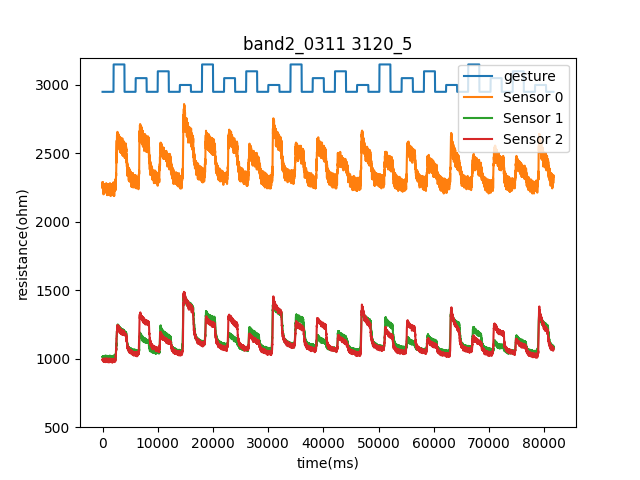 band2_0311 3120_5
gesture
Sensor 0
Sensor 1
Sensor 2
resistance(ohm)
3000
2500
2000
1500
1000
500
0
10000
20000
30000
40000
50000
60000
70000
80000
time(ms)